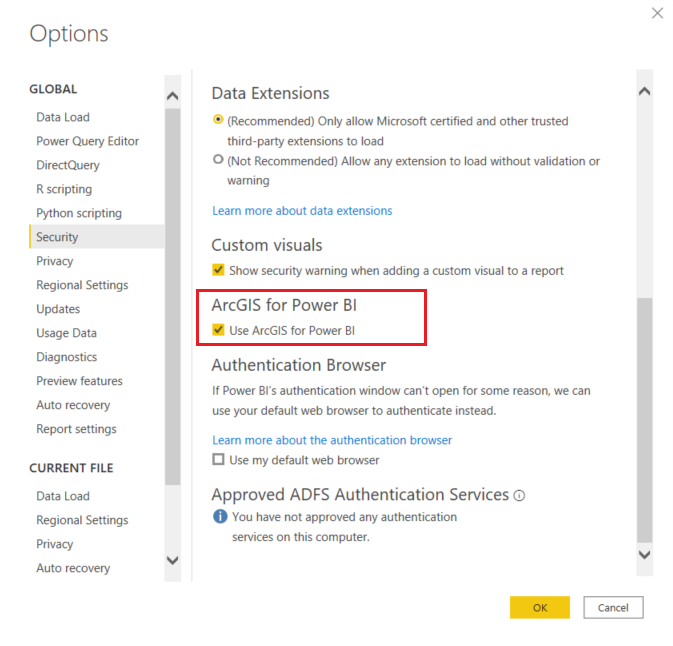 Options
GLOBAL
Data Load
Power Query Editor
DirectQuery
R scripting
Python scripting
Security
Privacy
Regional Settings
Updates
Usage Data
Diagnostics
Preview features
Auto recovery
Report settings
CURRENT FILE
Data Load
Regional Settings
Privacy
Auto recovery
Data Extensions
(Recommended) Only allow Microsoft certified and other trusted
third-party extensions to load
(Not Recommended) Allow any extension to load without validation or
warning
Learn more about data extensions
Custom visuals
Show security warning when adding a custom visual to a report
ArcGIS for Power BI
Use ArcGIS for Power BI
Authentication Browser
If Power BI's authentication window can't open for some reason, we can
use your default web browser to authenticate instead.
Learn more about the authentication browser
Use my default web browser
Approved ADFS Authentication Services
You have not approved any authentication
services on this computer.
OK
Cancel